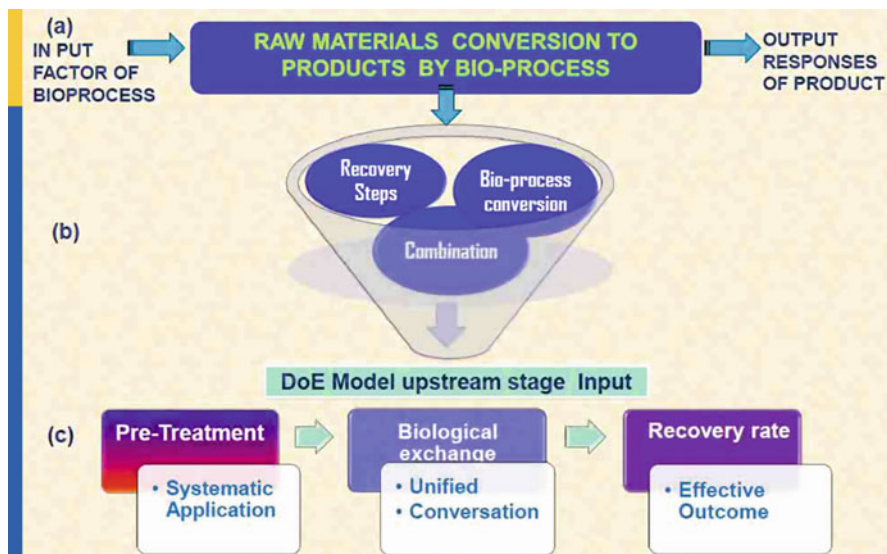 (a)
IN PUT
FACTOR OF
BIOPROCESS
RAW MATERIALS CONVERSION TO
PRODUCTS BY BIO-PROCESS
OUTPUT
RESPONSES
OF PRODUCT
(b)
Recovery
Steps
Bio-process
conversion
Combination
DoE Model upstream stage Input
(c)
Pre-Treatment
• Systematic
Application
Biological
exchange
• Unified
• Conversation
Recovery rate
• Effective
Outcome